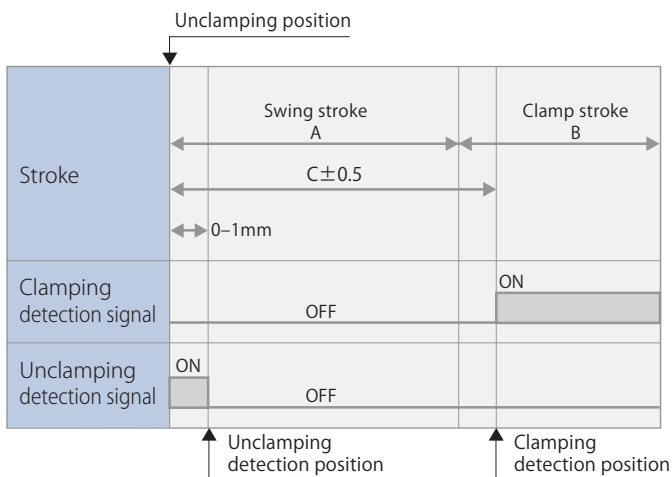 Unclamping position
Swing stroke
A
Clamp stroke
B
Stroke
C±0.5
0–1mm
Clamping
detection signal
OFF
ON
Unclamping
detection signal
ON
OFF
Unclamping
detection position
Clamping
detection position